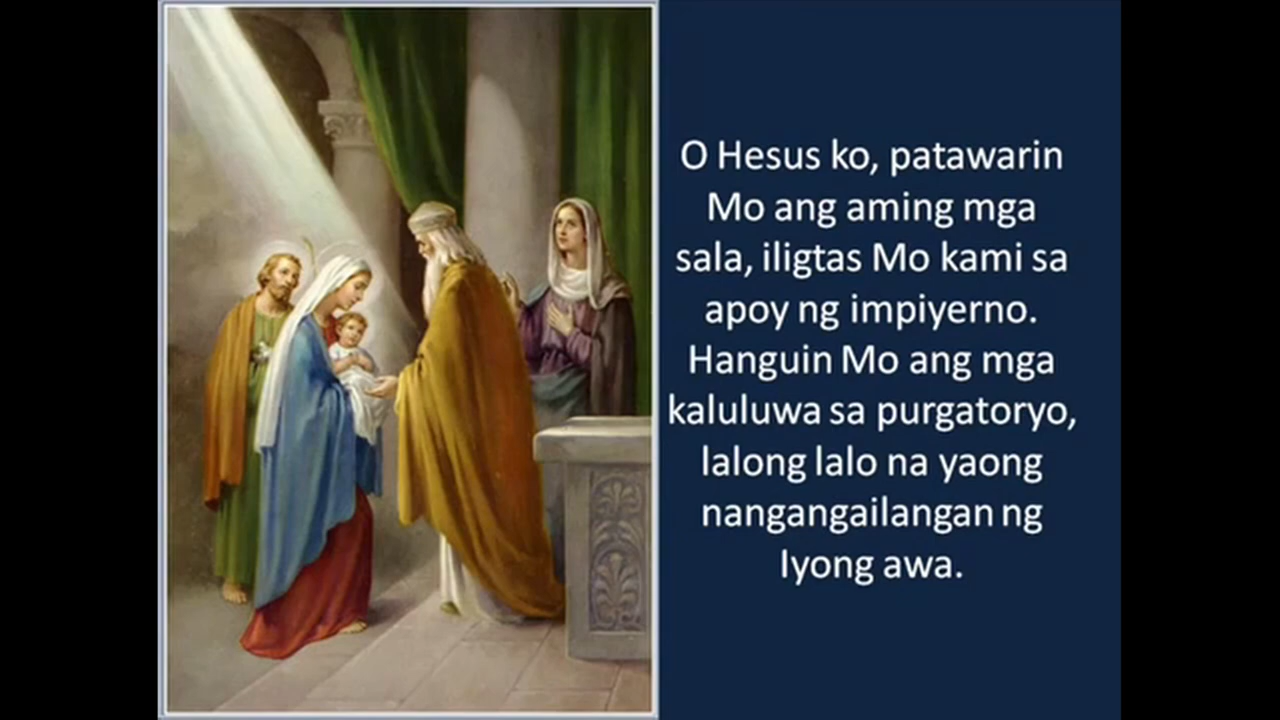 O Hesus ko, patawarin
Mo ang aming mga
sala, iligtas Mo kami sa
apoy ng impiyerno.
Hanguin Mo ang mga
kaluluwa sa purgatoryo,
lalong lalo na yaong
nangangailangan ng
Iyong awa.